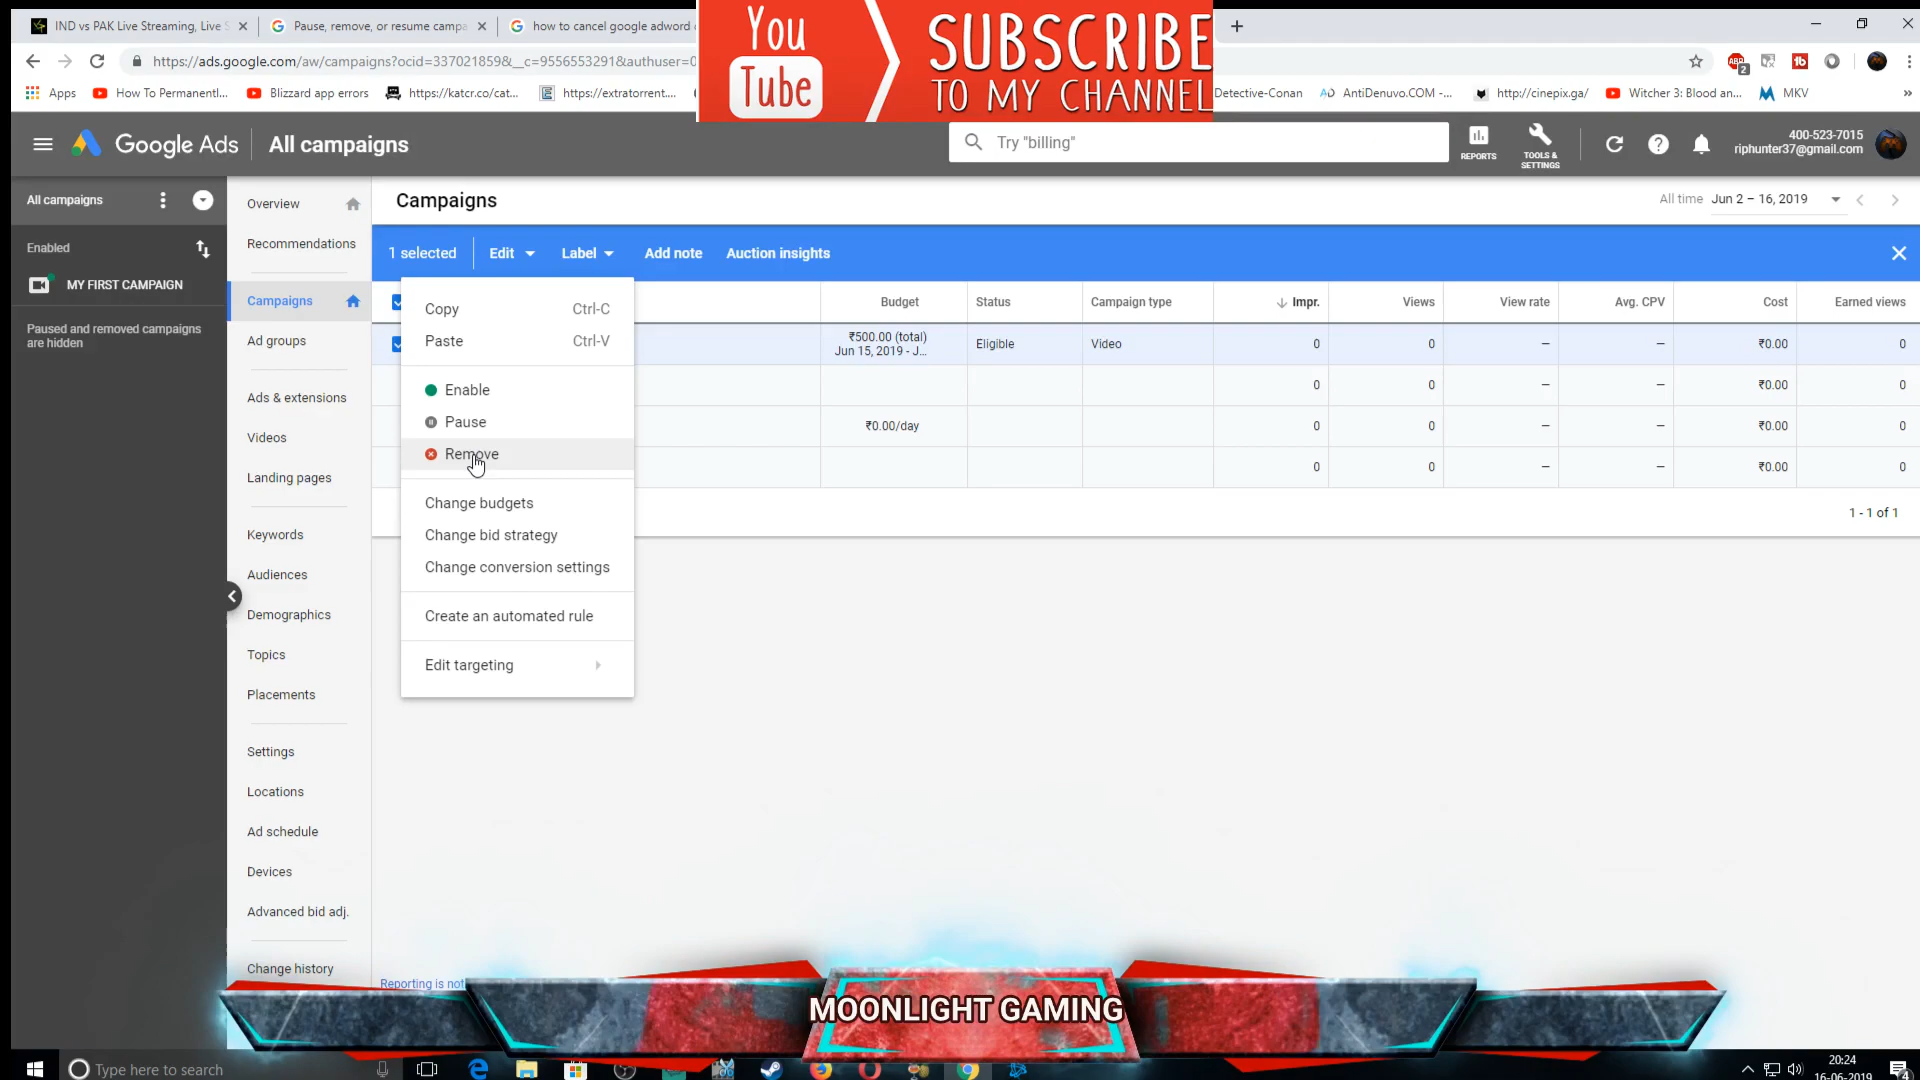 IND vs PAK Live Streaming, Live S
Pause, remove, or resume campa
how to cancel google adword
https://ads.google.com/aw/campaigns?ocid=337021859&__c=9556553291&authuser=0
Apps
How To Permanentl...
Blizzard app errors
https://katcr.co/cat...
https://extratorrent....
Detective-Conan
AntiDenuvo.COM -...
http://cinepix.ga/
Witcher 3: Blood an...
MKV
You
Tube
SUBSCRIBE
TO MY CHANNEL
Google Ads
All campaigns
Try "billing"
REPORTS
TOOLS &
SETTINGS
400-523-7015
riphunter37@gmail.com
All campaigns
Enabled
MY FIRST CAMPAIGN
Paused and removed campaigns
are hidden
Overview
Recommendations
Campaigns
Ad groups
Ads & extensions
Videos
Landing pages
Keywords
Audiences
Demographics
Topics
Placements
Settings
Locations
Ad schedule
Devices
Advanced bid adj.
Change history
Campaigns
All time
Jun 2 – 16, 2019
1 selected
Edit
Label
Add note
Auction insights
Copy Ctrl-C
Paste Ctrl-V
Enable
Pause
Remove
Change budgets
Change bid strategy
Change conversion settings
Create an automated rule
Edit targeting
Budget Status Campaign type Impr. Views View rate Avg. CPV Cost Earned views
₹500.00 (total)
Jun 15, 2019 - J...
Eligible Video 0 0 — — ₹0.00 0
0 0 — — ₹0.00 0
₹0.00/day 0 0 — — ₹0.00 0
0 0 — — ₹0.00 0
1 - 1 of 1
Reporting is not
MOONLIGHT GAMING
Type here to search
20:24
16-06-2019